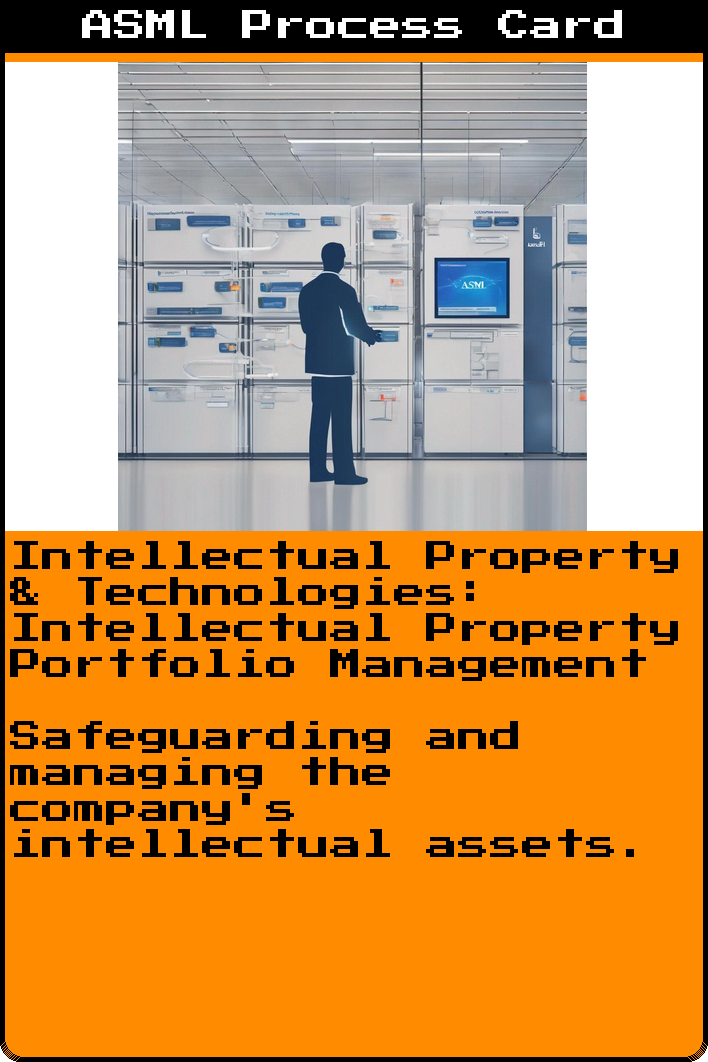 ASML Process Card
ASML
Intellectual Property
& Technologies:
Intellectual Property
Portfolio Management
Safeguarding and
managing the
company's
intellectual assets.